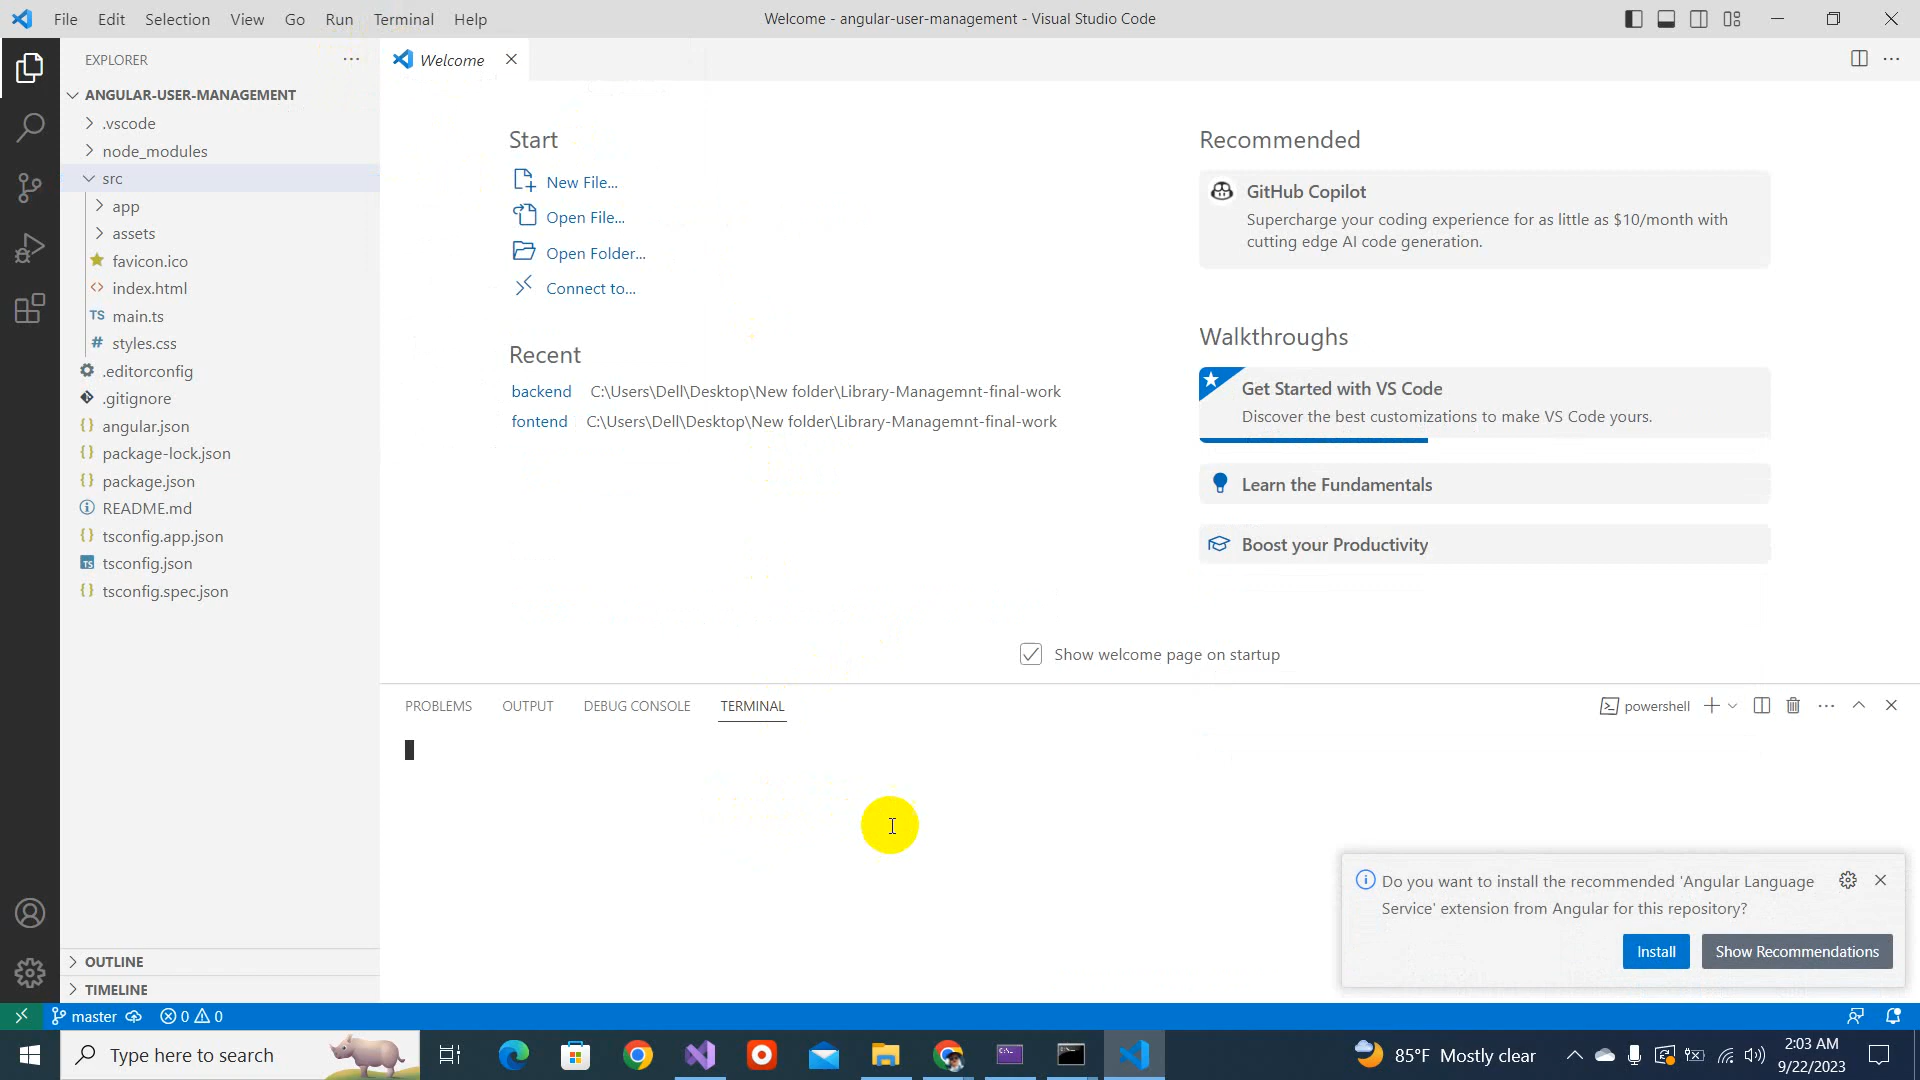 File Edit Selection View Go Run Terminal Help
Welcome - angular-user-management - Visual Studio Code
EXPLORER
ANGULAR-USER-MANAGEMENT
.vscode
node_modules
src
app
assets
favicon.ico
<> index.html
TS main.ts
# styles.css
.editorconfig
.gitignore
{} angular.json
{} package-lock.json
{} package.json
README.md
{} tsconfig.app.json
TS tsconfig.json
{} tsconfig.spec.json
OUTLINE
TIMELINE
Welcome
Start
New File...
Open File...
Open Folder...
Connect to...
Recent
backend C:\Users\Dell\Desktop\New folder\Library-Managemnt-final-work
fontend C:\Users\Dell\Desktop\New folder\Library-Managemnt-final-work
Recommended
GitHub Copilot
Supercharge your coding experience for as little as $10/month with
cutting edge AI code generation.
Walkthroughs
Get Started with VS Code
Discover the best customizations to make VS Code yours.
Learn the Fundamentals
Boost your Productivity
Show welcome page on startup
PROBLEMS OUTPUT DEBUG CONSOLE TERMINAL
powershell
Do you want to install the recommended 'Angular Language
Service' extension from Angular for this repository?
Install Show Recommendations
master 0 0
Type here to search
85°F Mostly clear
2:03 AM
9/22/2023